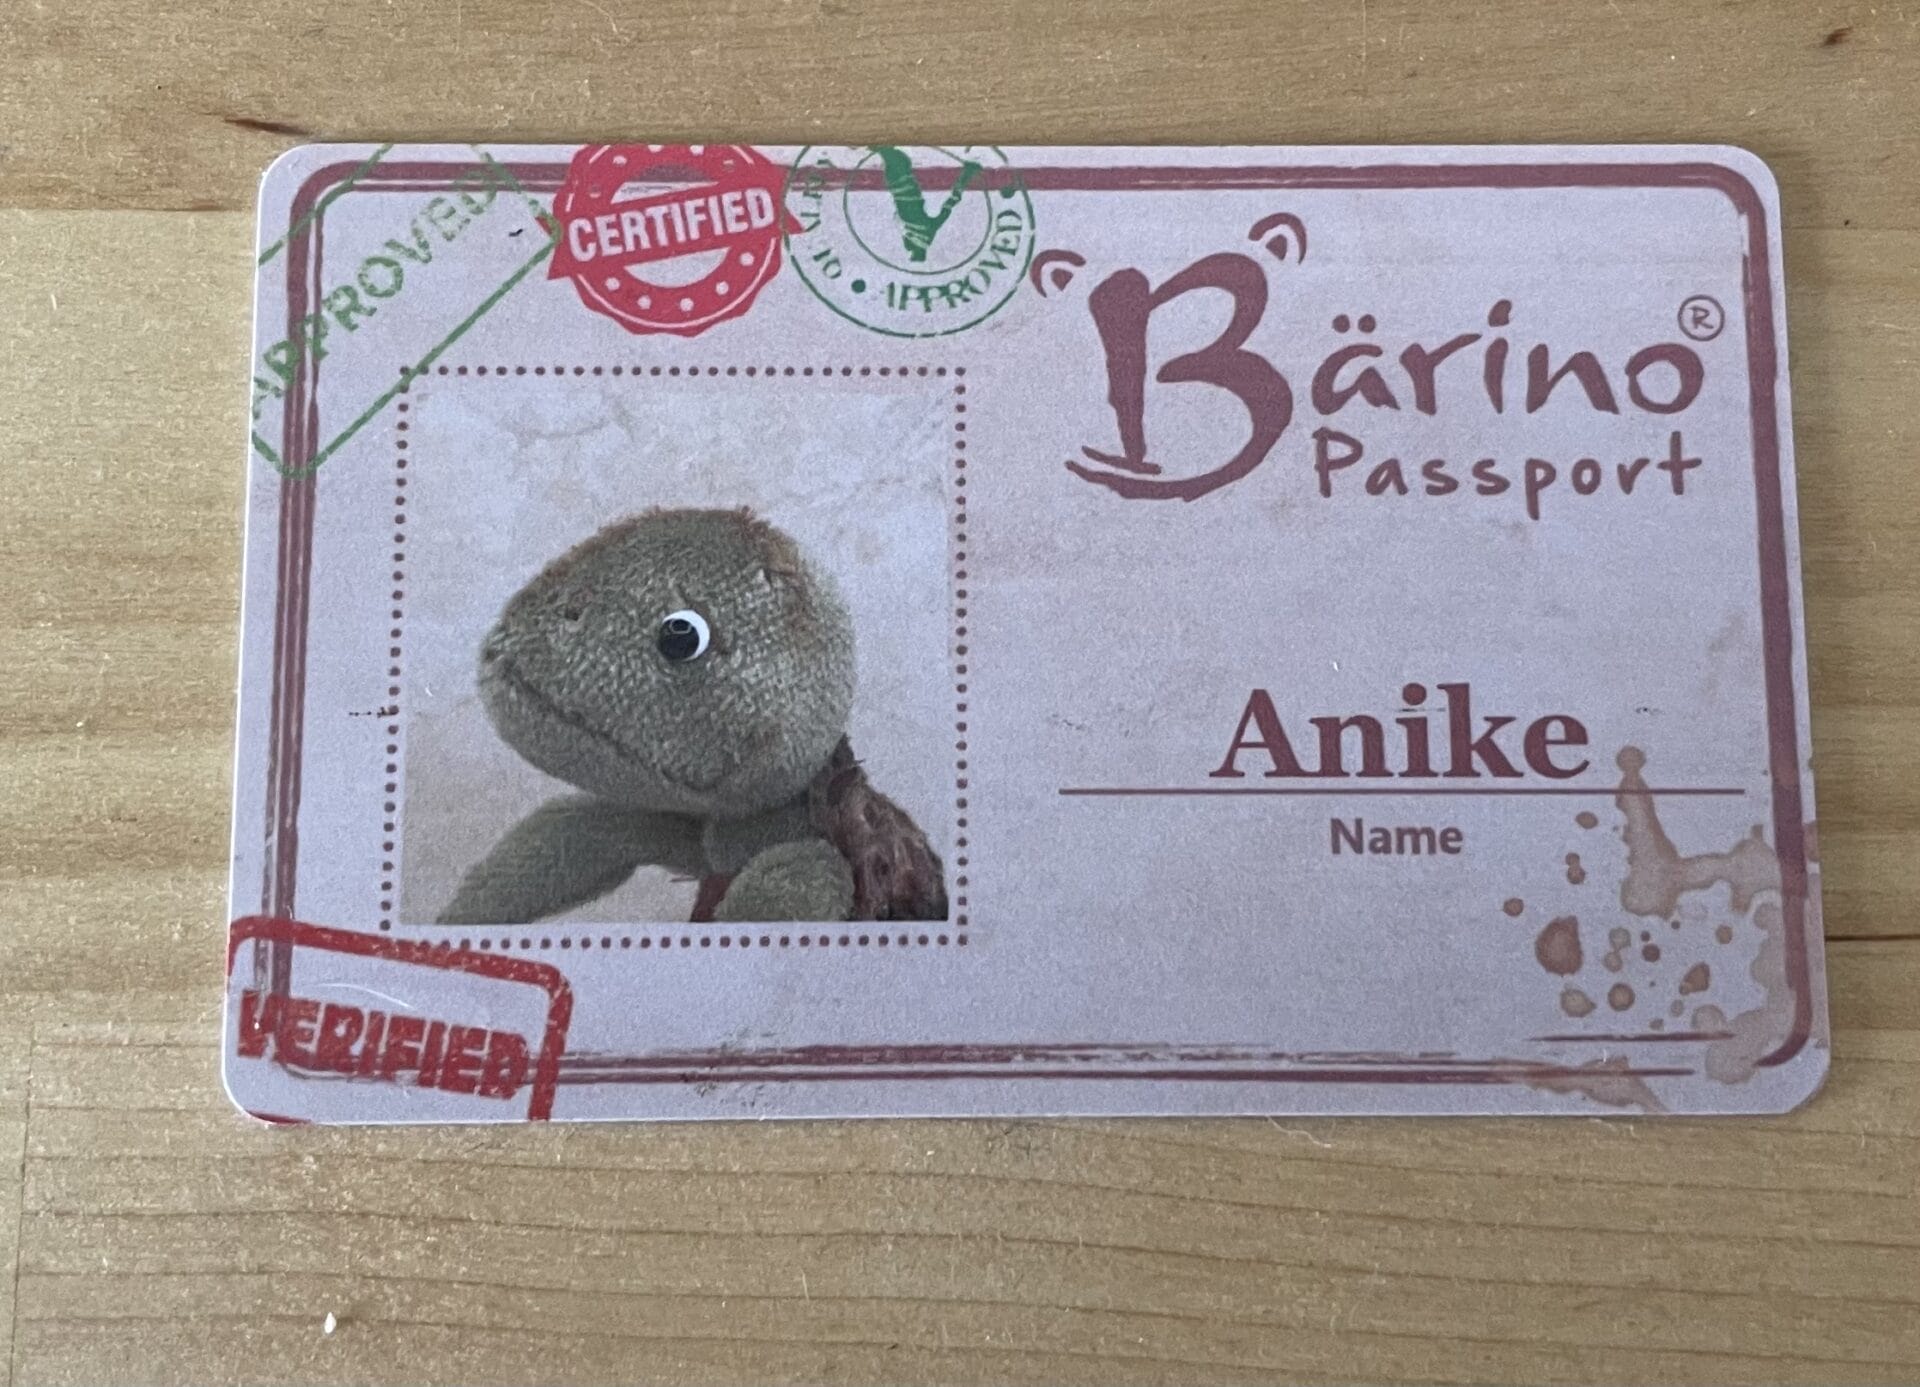 APPROVED
CERTIFIED
APPROVED
Bärino®
Passport
Anike
Name
VERIFIED